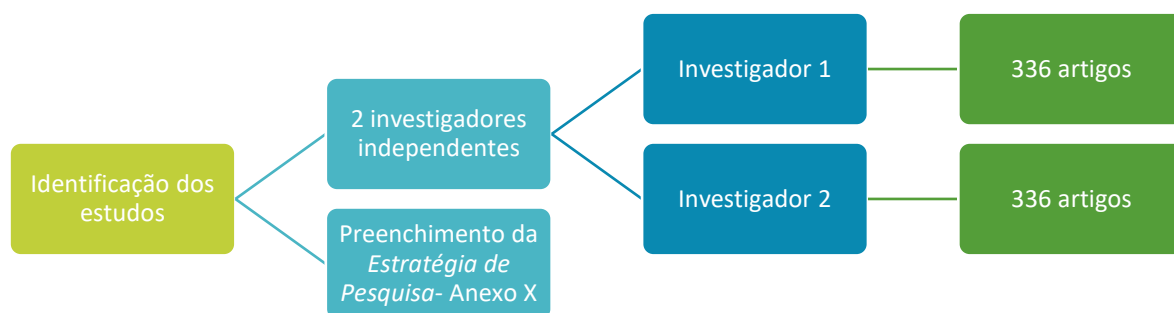 Identificação dos
estudos
2 investigadores
independentes
Preenchimento da
Estratégia de
Pesquisa- Anexo X
Investigador 1
336 artigos
Investigador 2
336 artigos